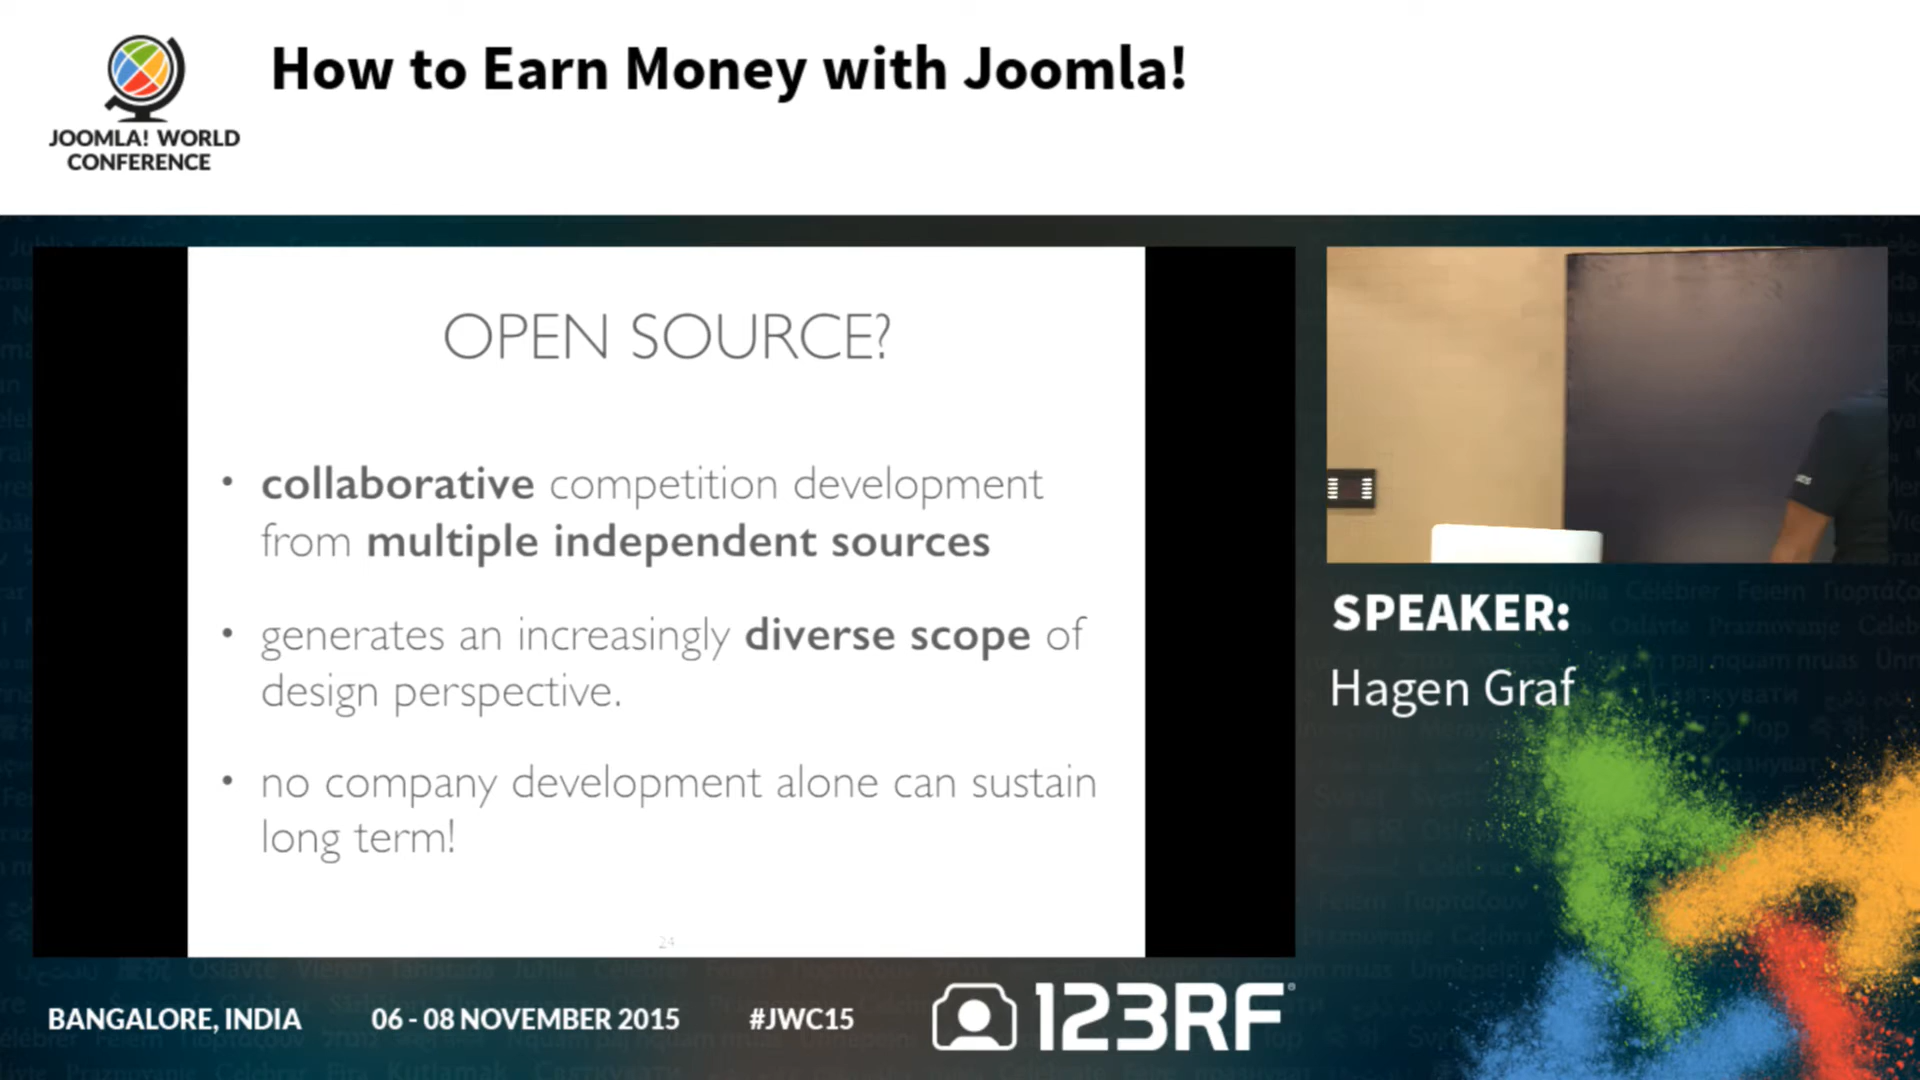 How to Earn Money with Joomla!
JOOMLA! WORLD
CONFERENCE
OPEN SOURCE?
• collaborative competition development
from multiple independent sources
• generates an increasingly diverse scope of
design perspective.
• no company development alone can sustain
long term!
24
SPEAKER:
Hagen Graf
BANGALORE, INDIA
06 - 08 NOVEMBER 2015
#JWC15
123RF